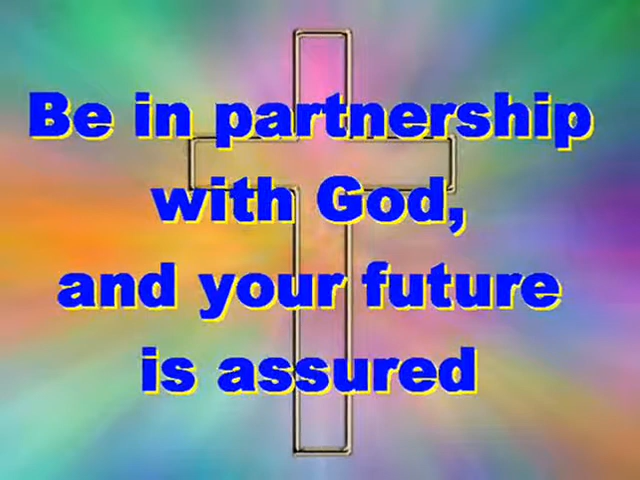 Be in partnership
with God,
and your future
is assured